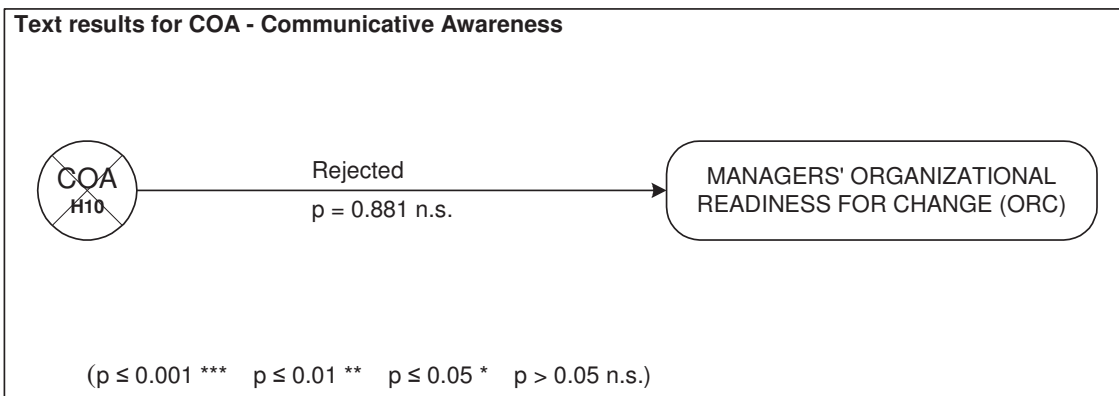 Text results for COA - Communicative Awareness
COA
H10
Rejected
p = 0.881 n.s.
MANAGERS' ORGANIZATIONAL
READINESS FOR CHANGE (ORC)
(p ≤ 0.001 *** p ≤ 0.01 ** p ≤ 0.05 * p > 0.05 n.s.)